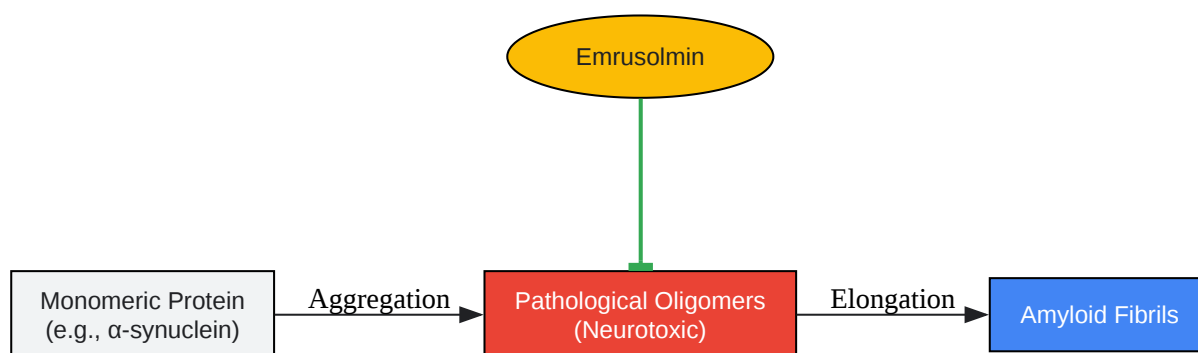 Emrusolmin
Monomeric Protein
(e.g., α-synuclein)
Aggregation
Pathological Oligomers
(Neurotoxic)
Elongation
Amyloid Fibrils